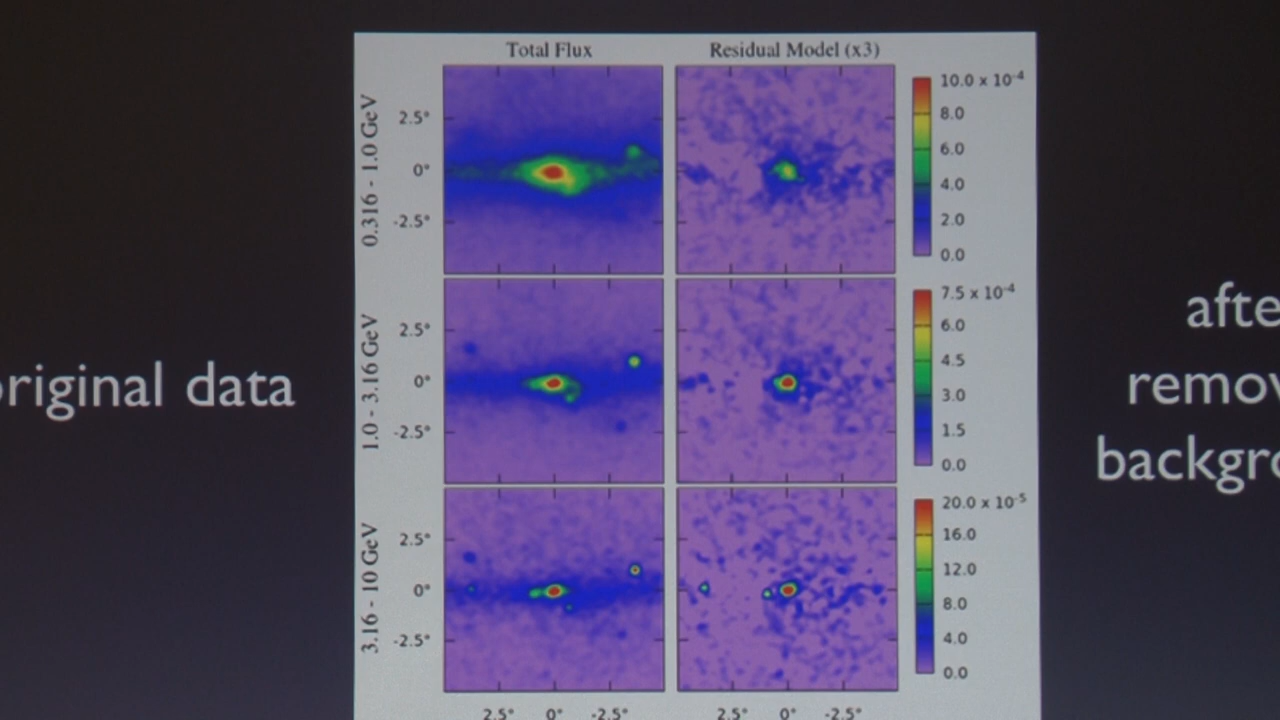 Total Flux
Residual Model (x3)
0.316 - 1.0 GeV
2.5°
0°
-2.5°
10.0 x 10⁻⁴
8.0
6.0
4.0
2.0
0.0
1.0 - 3.16 GeV
2.5°
0°
-2.5°
7.5 x 10⁻⁴
6.0
4.5
3.0
1.5
0.0
3.16 - 10 GeV
2.5°
0°
-2.5°
20.0 x 10⁻⁵
16.0
12.0
8.0
4.0
0.0
2.5° 0° -2.5°
2.5° 0° -2.5°
riginal data
afte
remov
backgro